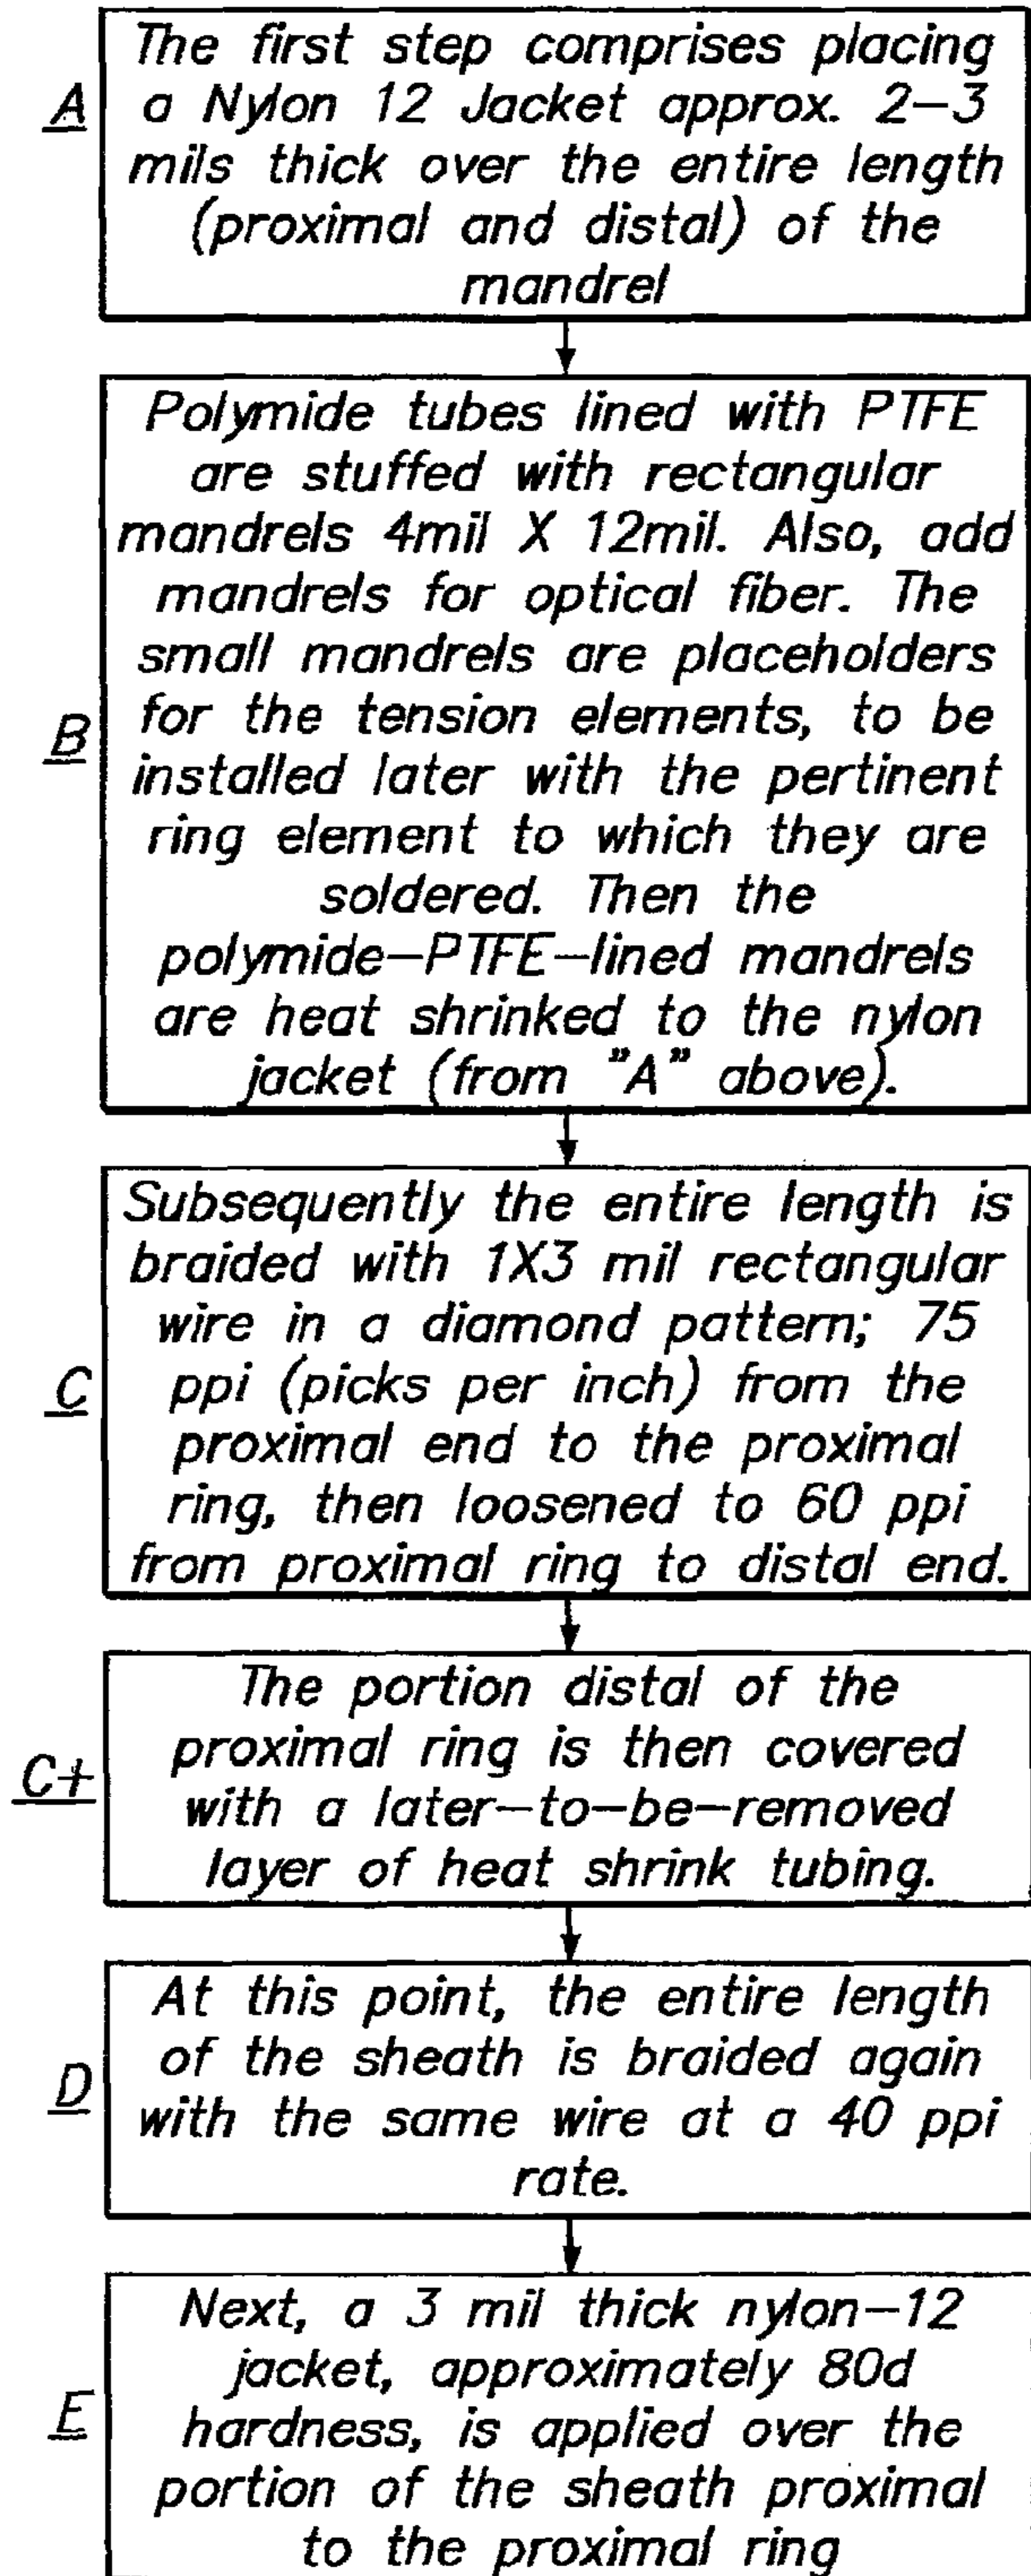 The first step comprises placing
A
a Nylon 12 Jacket approx. 2–3
mils thick over the entire length
(proximal and distal) of the
mandrel
Polymide tubes lined with PTFE
are stuffed with rectangular
mandrels 4mil X 12mil. Also, add
mandrels for optical fiber. The
small mandrels are placeholders
B
for the tension elements, to be
installed later with the pertinent
ring element to which they are
soldered. Then the
polymide–PTFE–lined mandrels
are heat shrinked to the nylon
jacket (from "A" above).
Subsequently the entire length is
braided with 1X3 mil rectangular
wire in a diamond pattern; 75
C
ppi (picks per inch) from the
proximal end to the proximal
ring, then loosened to 60 ppi
from proximal ring to distal end.
The portion distal of the
proximal ring is then covered
C+
with a later–to–be–removed
layer of heat shrink tubing.
At this point, the entire length
of the sheath is braided again
D
with the same wire at a 40 ppi
rate.
Next, a 3 mil thick nylon–12
jacket, approximately 80d
E
hardness, is applied over the
portion of the sheath proximal
to the proximal ring